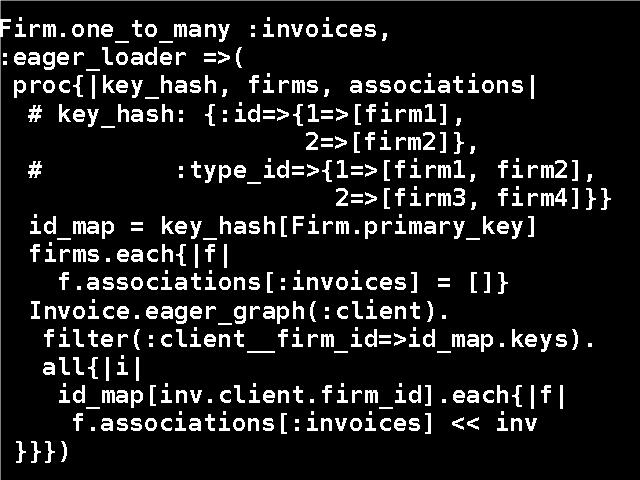 Firm.one_to_many :invoices,
:eager_loader =>(
 proc{|key_hash, firms, associations|
  # key_hash: {:id=>{1=>[firm1],
                     2=>[firm2]},
  #         :type_id=>{1=>[firm1, firm2],
                       2=>[firm3, firm4]}}
  id_map = key_hash[Firm.primary_key]
  firms.each{|f|
    f.associations[:invoices] = []}
  Invoice.eager_graph(:client).
   filter(:client__firm_id=>id_map.keys).
   all{|i|
    id_map[inv.client.firm_id].each{|f|
     f.associations[:invoices] << inv
 }}})